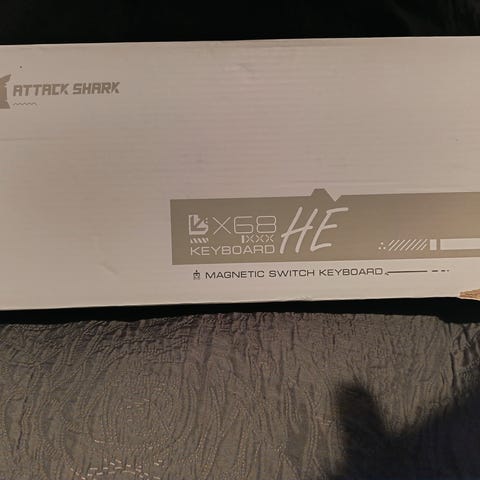 ATTACK SHARK
X68 HE
KEYBOARD
MAGNETIC SWITCH KEYBOARD